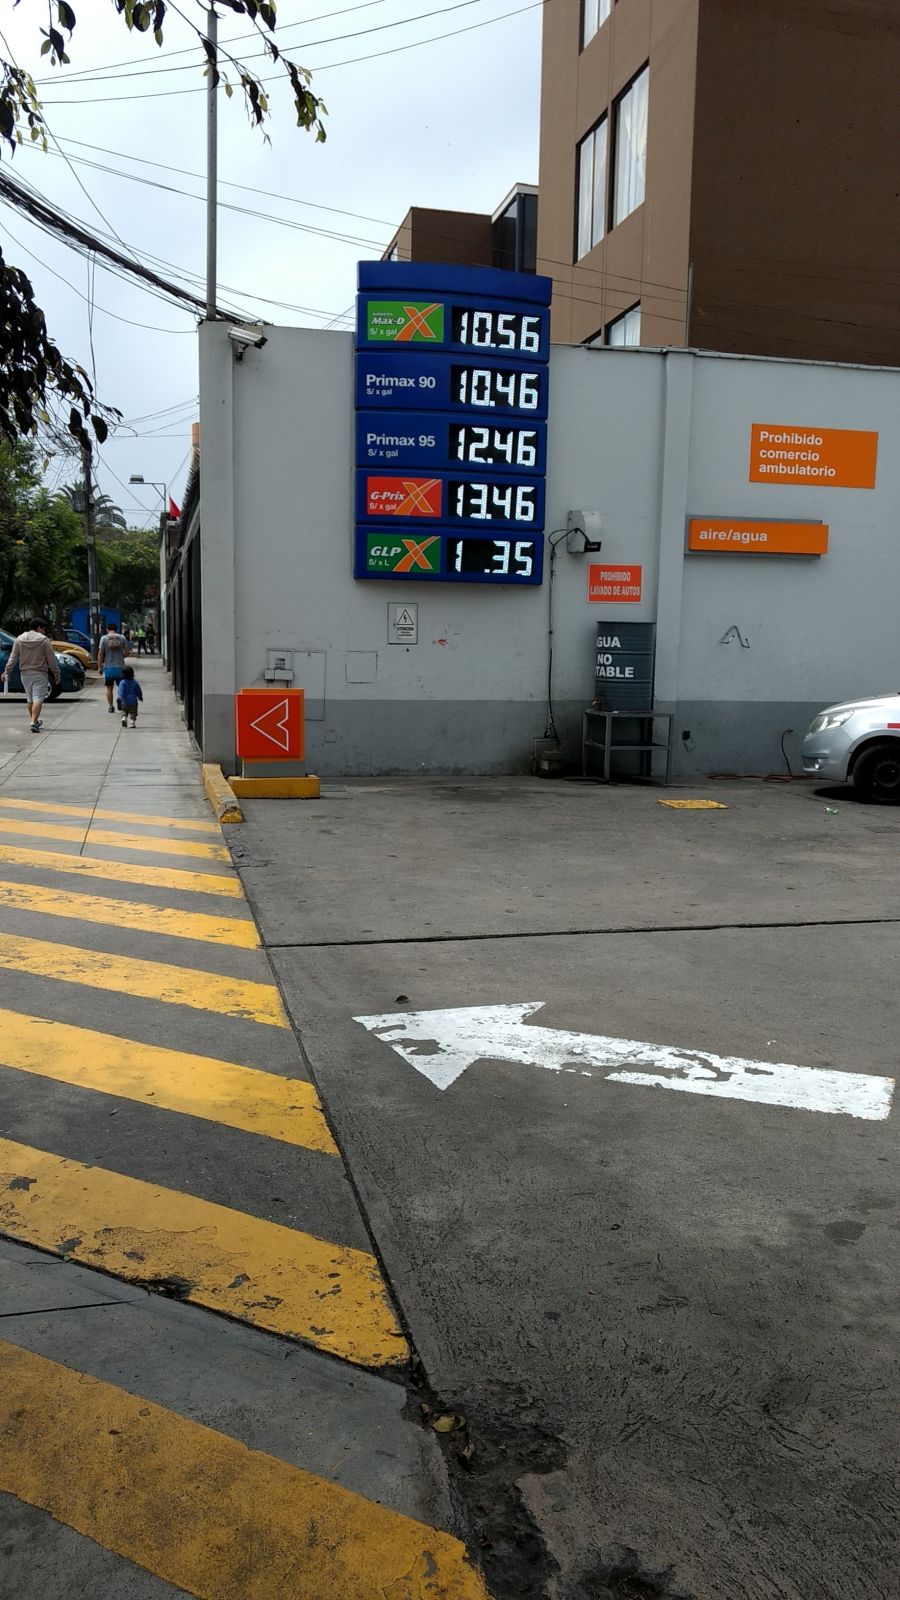 Max-D
S/ x gal
10.56
Primax 90
S/ x gal
10.46
Primax 95
S/ x gal
12.46
G-Prix
S/ x gal
13.46
GLP
S/ x L
1.35
Prohibido
comercio
ambulatorio
aire/agua
PROHIBIDO
LAVADO DE AUTOS
GUA
NO
TABLE
ATENCIÓN